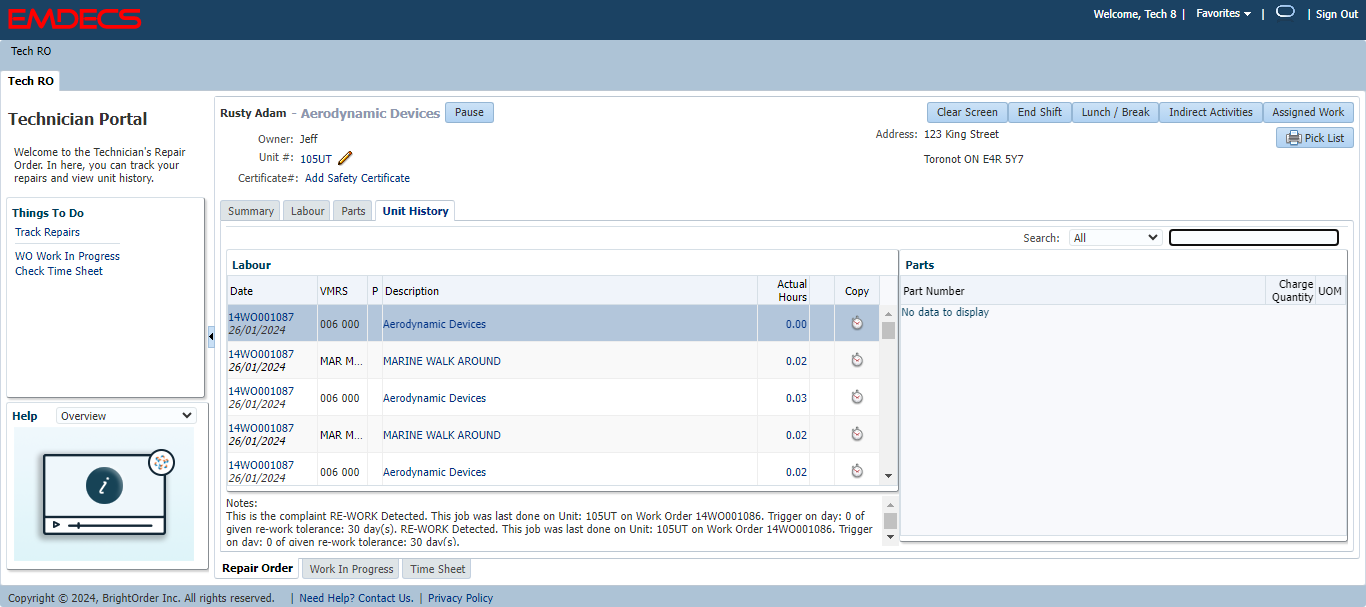 EMDECS
Welcome, Tech 8 | Favorites | | Sign Out
Tech RO
Tech RO
Technician Portal
Welcome to the Technician's Repair
Order. In here, you can track your
repairs and view unit history.
Things To Do
Track Repairs
WO Work In Progress
Check Time Sheet
Help Overview
i
Rusty Adam - Aerodynamic Devices Pause
Clear Screen End Shift Lunch / Break Indirect Activities Assigned Work
Owner: Jeff
Address: 123 King Street
Pick List
Unit #: 105UT
Toronot ON E4R 5Y7
Certificate#: Add Safety Certificate
Summary Labour Parts Unit History
Search: All
Labour
Date VMRS P Description Actual Hours Copy
14WO001087
26/01/2024 006 000 Aerodynamic Devices 0.00
14WO001087
26/01/2024 MAR M... MARINE WALK AROUND 0.02
14WO001087
26/01/2024 006 000 Aerodynamic Devices 0.03
14WO001087
26/01/2024 MAR M... MARINE WALK AROUND 0.02
14WO001087
26/01/2024 006 000 Aerodynamic Devices 0.02
Parts
Part Number Charge Quantity UOM
No data to display
Notes:
This is the complaint RE-WORK Detected. This job was last done on Unit: 105UT on Work Order 14WO001086. Trigger on day: 0 of
given re-work tolerance: 30 day(s). RE-WORK Detected. This job was last done on Unit: 105UT on Work Order 14WO001086. Trigger
on day: 0 of given re-work tolerance: 30 day(s).
Repair Order Work In Progress Time Sheet
Copyright © 2024, BrightOrder Inc. All rights reserved. | Need Help? Contact Us. | Privacy Policy